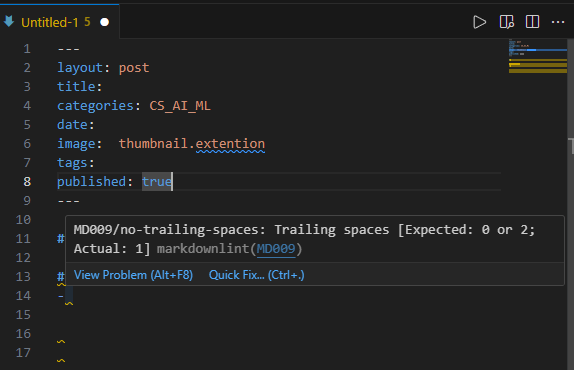 Untitled-1 5
1 ---
2 layout: post
3 title:
4 categories: CS_AI_ML
5 date:
6 image:  thumbnail.extention
7 tags:
8 published: true
9 ---
10
MD009/no-trailing-spaces: Trailing spaces [Expected: 0 or 2;
11 #
Actual: 1] markdownlint(MD009)
12
View Problem (Alt+F8) Quick Fix... (Ctrl+.)
13 #
14 -
15
16
17